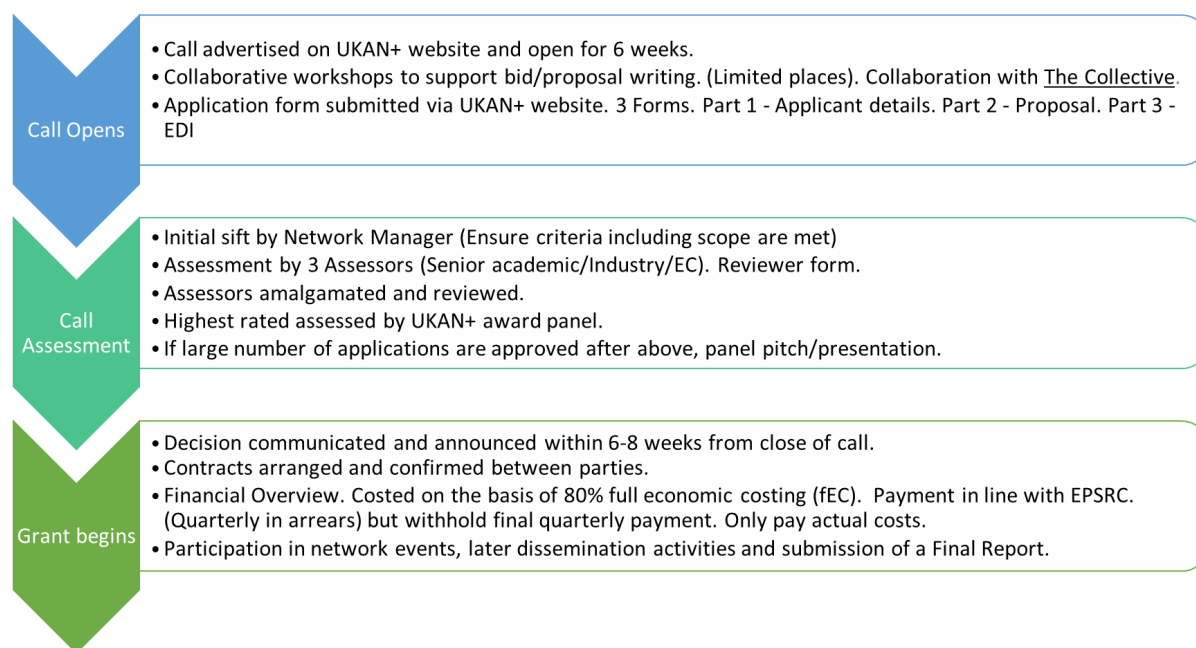 Call Opens
• Call advertised on UKAN+ website and open for 6 weeks.
• Collaborative workshops to support bid/proposal writing. (Limited places). Collaboration with The Collective.
• Application form submitted via UKAN+ website. 3 Forms. Part 1 - Applicant details. Part 2 - Proposal. Part 3 -
EDI
Call
Assessment
• Initial sift by Network Manager (Ensure criteria including scope are met)
• Assessment by 3 Assessors (Senior academic/Industry/EC). Reviewer form.
• Assessors amalgamated and reviewed.
• Highest rated assessed by UKAN+ award panel.
• If large number of applications are approved after above, panel pitch/presentation.
Grant begins
• Decision communicated and announced within 6-8 weeks from close of call.
• Contracts arranged and confirmed between parties.
• Financial Overview. Costed on the basis of 80% full economic costing (fEC). Payment in line with EPSRC.
(Quarterly in arrears) but withhold final quarterly payment. Only pay actual costs.
• Participation in network events, later dissemination activities and submission of a Final Report.